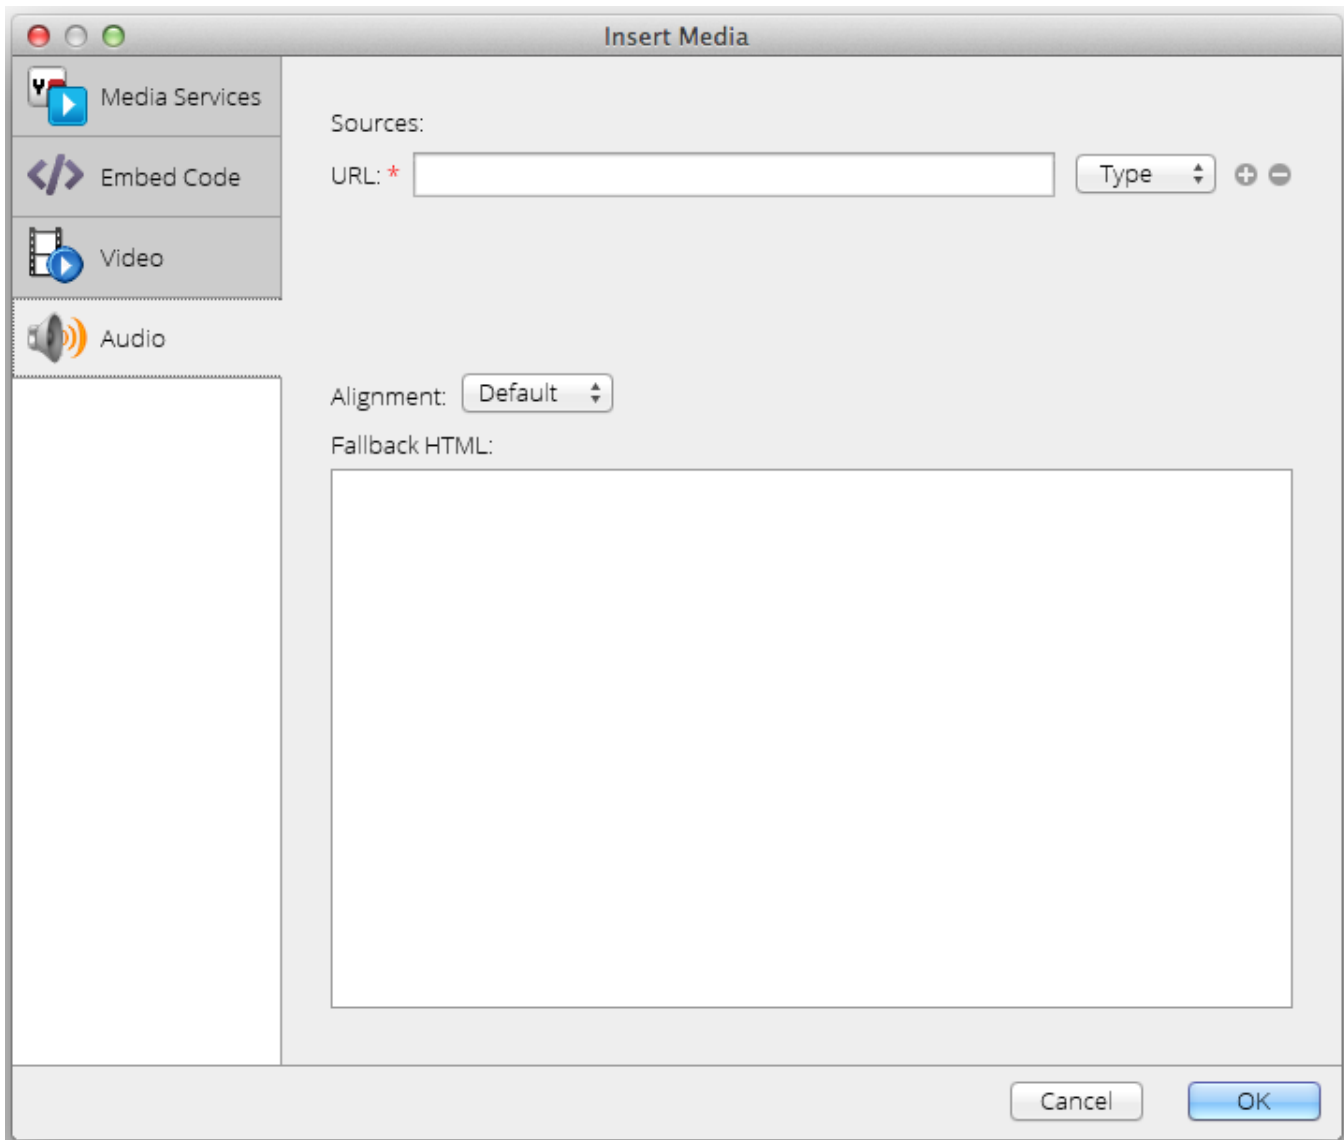 Insert Media
Media Services
Embed Code
Video
Audio
Sources:
URL: * Type
Alignment: Default
Fallback HTML:
Cancel OK